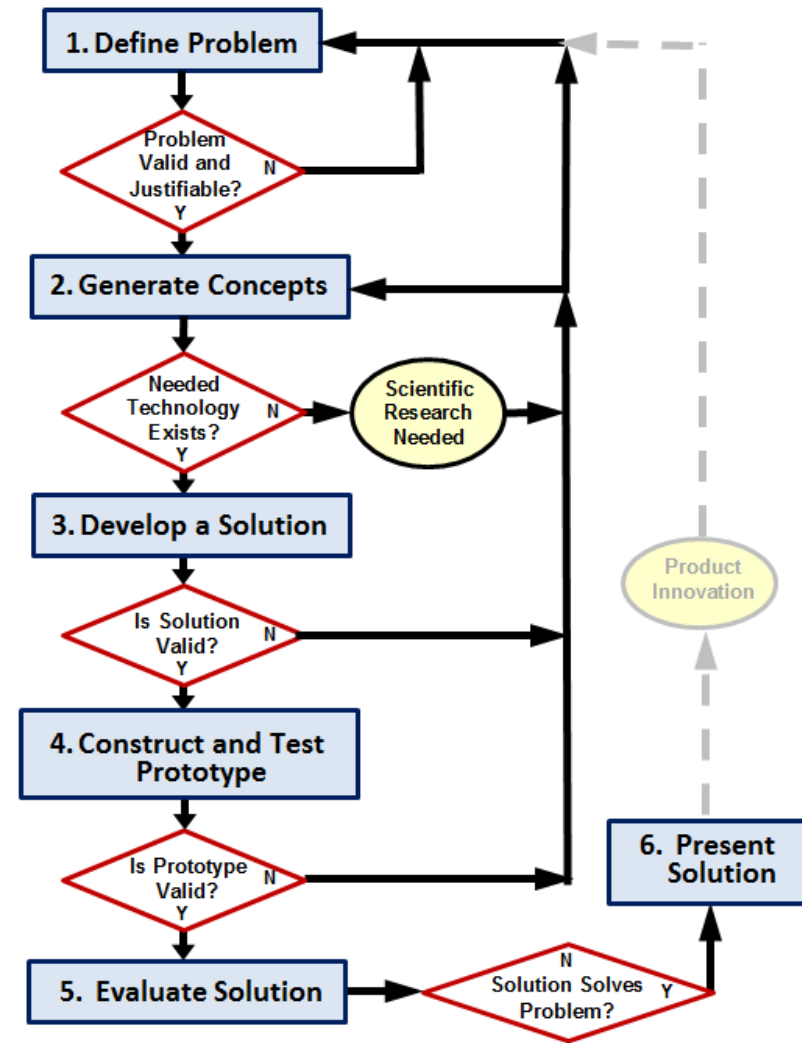 1. Define Problem
Problem
Valid and
Justifiable?
N
Y
2. Generate Concepts
Needed
Technology
Exists?
N
Y
Scientific
Research
Needed
3. Develop a Solution
Is Solution
Valid?
N
Y
Product
Innovation
4. Construct and Test
Prototype
Is Prototype
Valid?
N
Y
6. Present
Solution
5. Evaluate Solution
N
Solution Solves
Problem?
Y